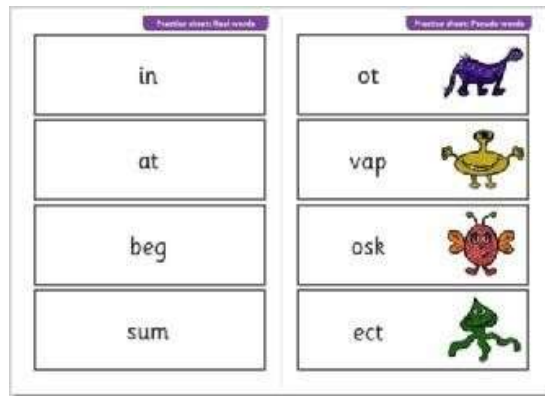 Practice sheet: Real words
in
at
beg
sum
Practice sheet: Pseudo words
ot
vap
osk
ect